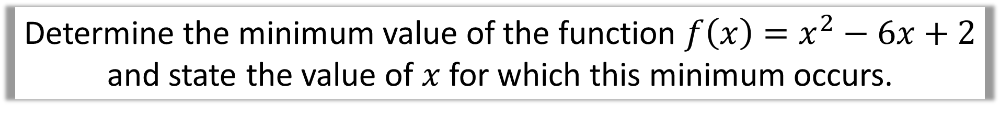 Determine the minimum value of the function 𝑓(𝑥) = 𝑥² − 6𝑥 + 2
and state the value of 𝑥 for which this minimum occurs.